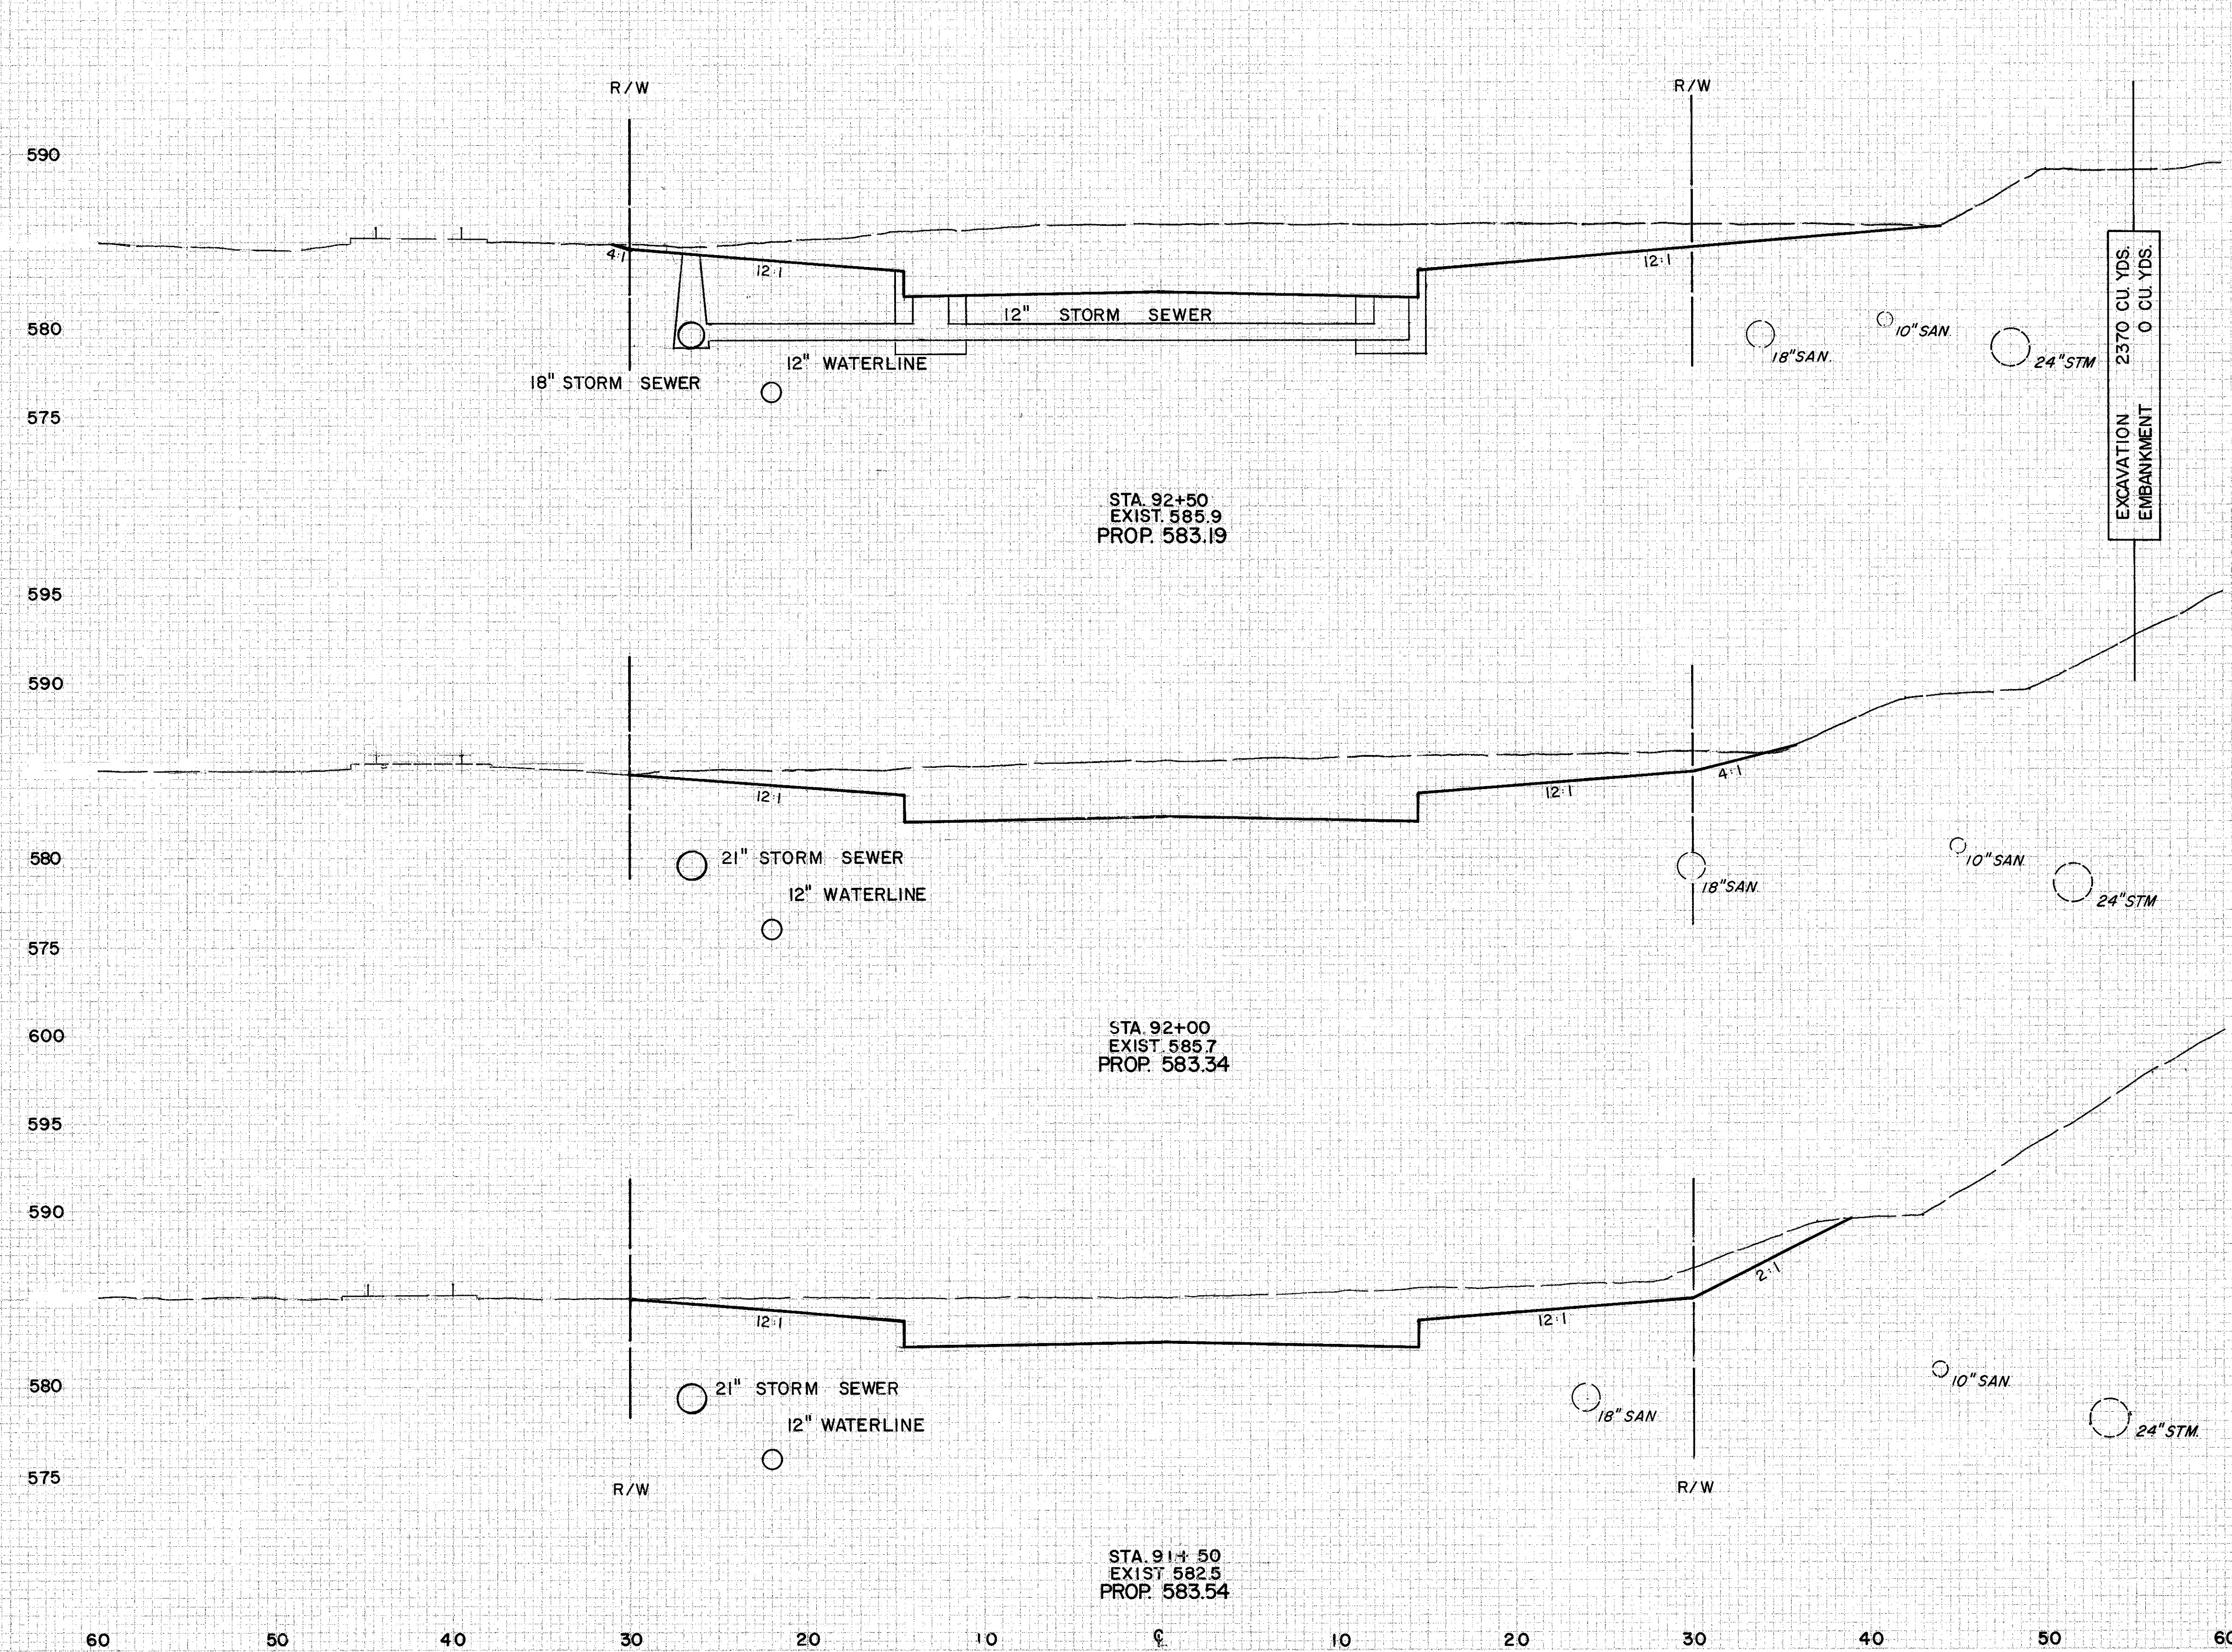 R/W
R/W
590
4:1
12:1
12:1
580
12" STORM SEWER
10" SAN.
18" SAN.
24" STM
12" WATERLINE
18" STORM SEWER
575
EXCAVATION 2370 CU. YDS.
EMBANKMENT 0 CU. YDS.
STA. 92+50
EXIST. 585.9
PROP. 583.19
595
590
12:1
12:1
4:1
580
21" STORM SEWER
10" SAN.
12" WATERLINE
18" SAN.
24" STM
575
600
STA. 92+00
EXIST. 585.7
PROP. 583.34
595
590
2:1
12:1
12:1
580
21" STORM SEWER
10" SAN.
12" WATERLINE
18" SAN
24" STM.
575
R/W
R/W
STA. 91+50
EXIST 582.5
PROP. 583.54
60 50 40 30 20 10 ℄ 10 20 30 40 50 60